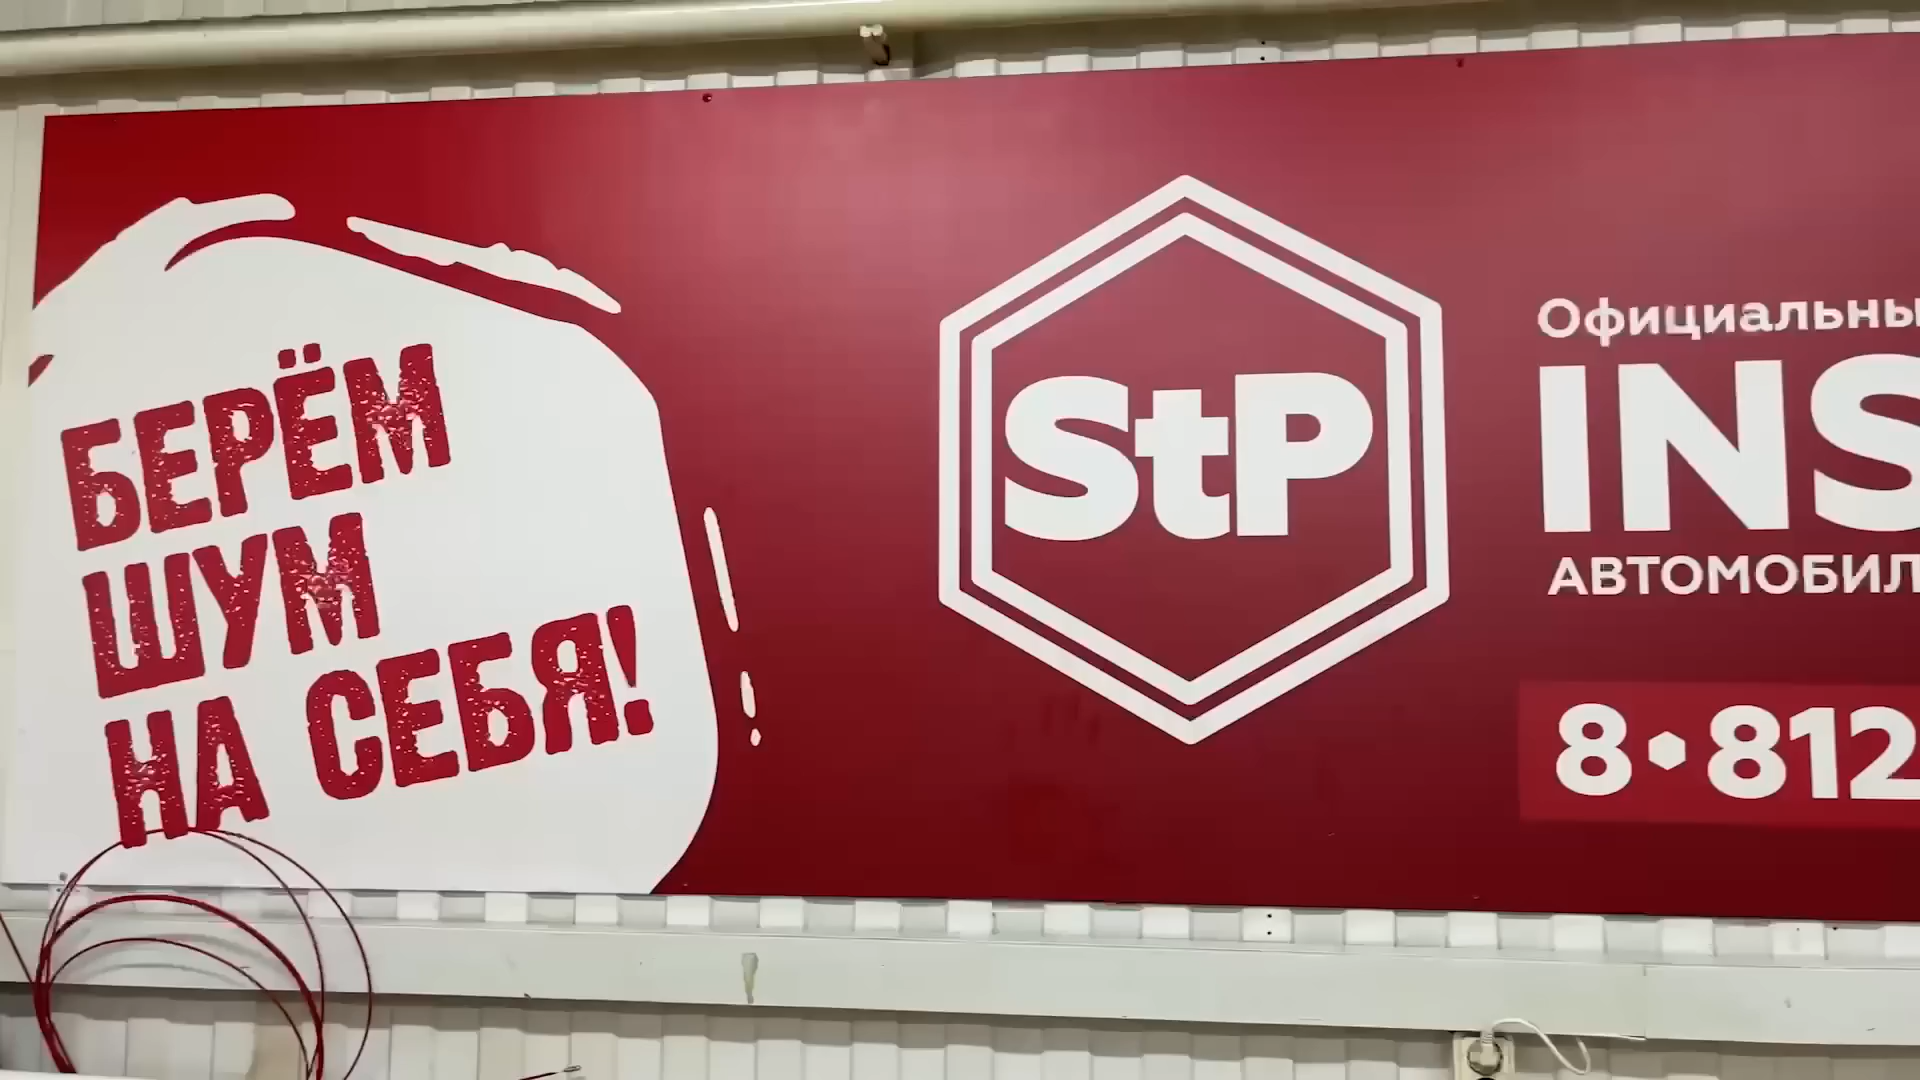 БЕРЁМ
ШУМ
НА СЕБЯ!
StP
Официальны
INS
АВТОМОБИЛ
8•812